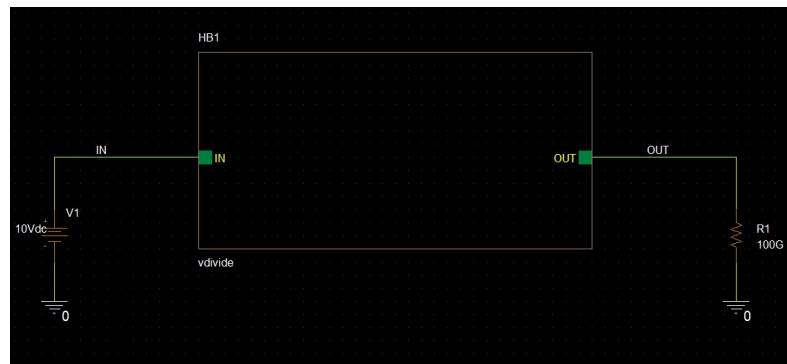 HB1
IN
OUT
IN
OUT
V1
10Vdc
+
-
R1
100G
vdivide
0
0